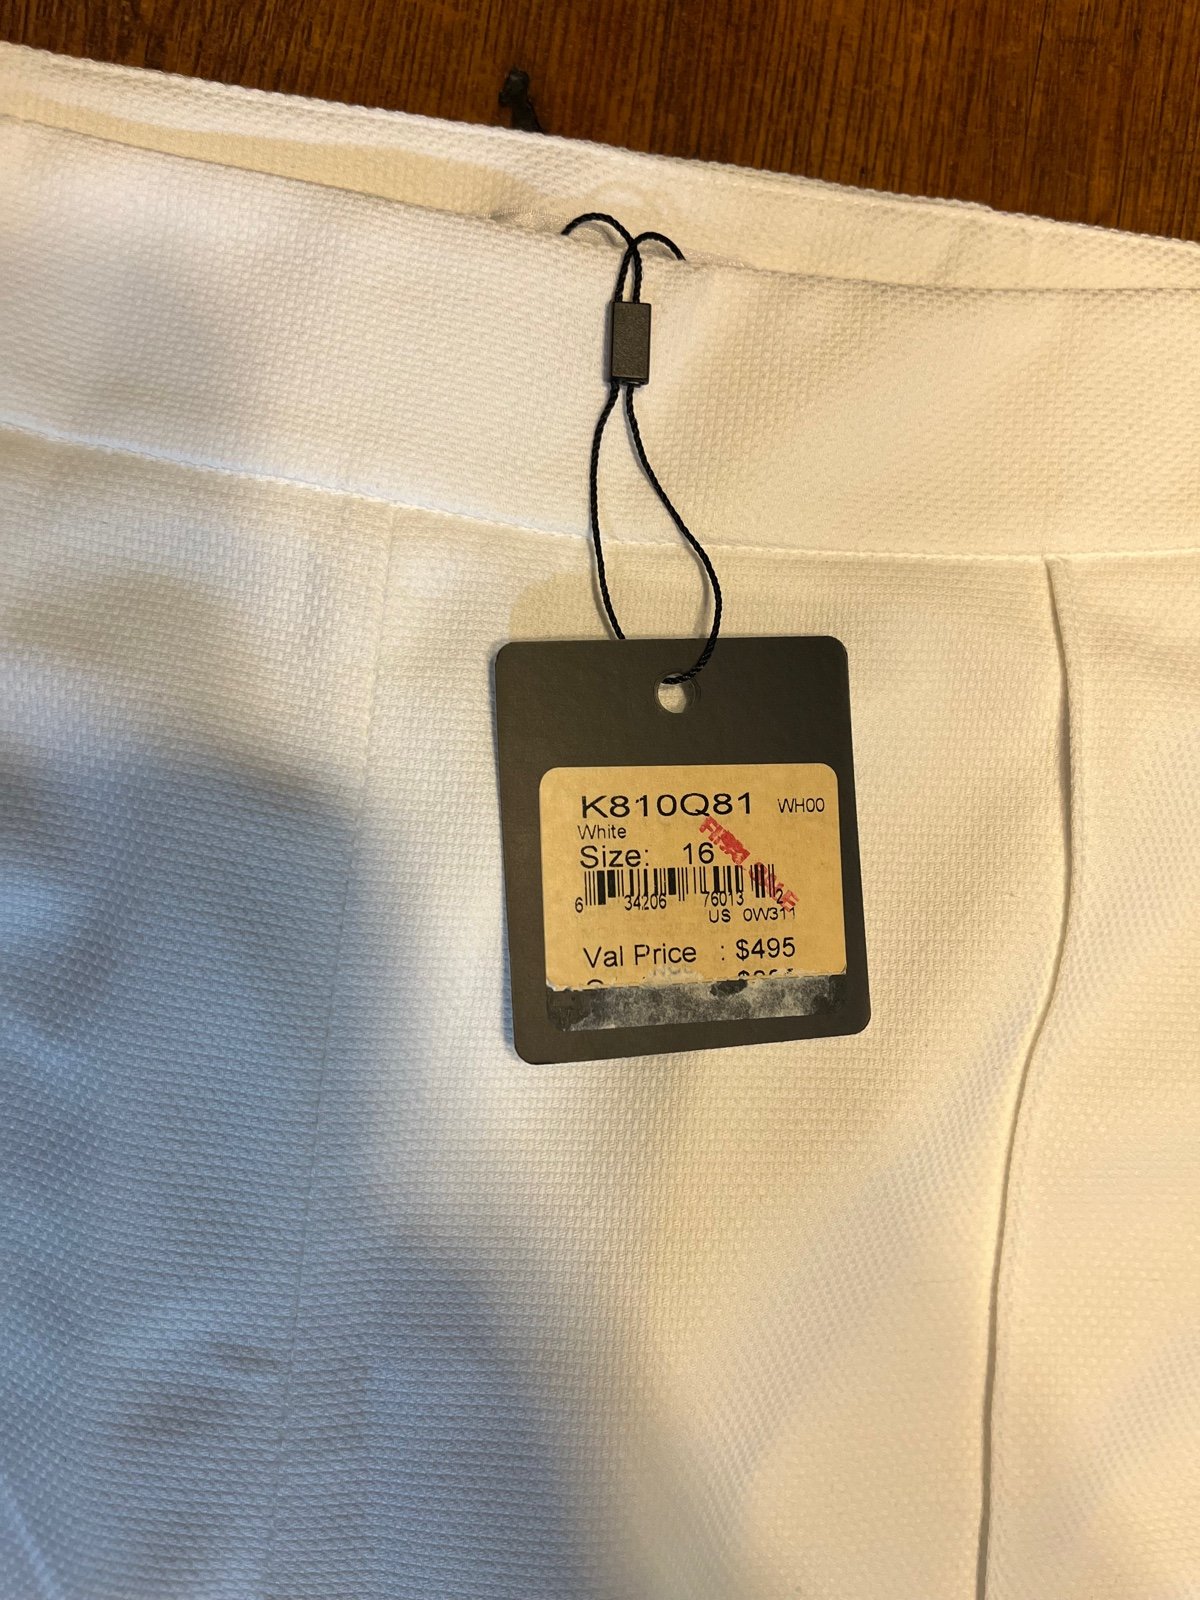 K810Q81 WH00
White
Size: 16
FINAL SALE
6 34206 76013 2
US 0W311
Val Price : $495